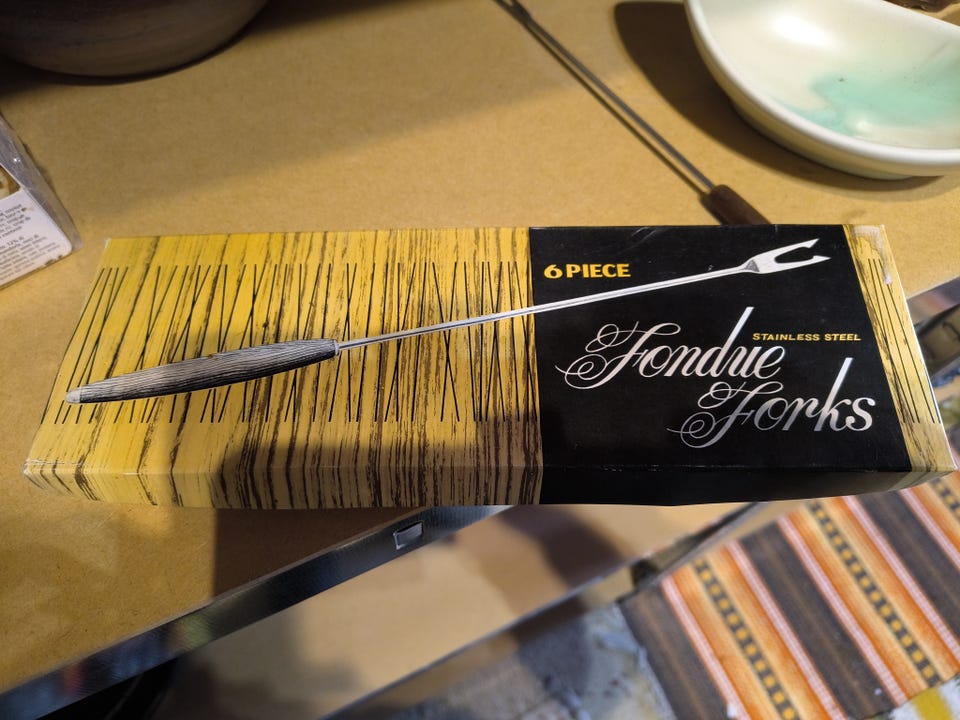 6 PIECE
STAINLESS STEEL
Fondue
Forks